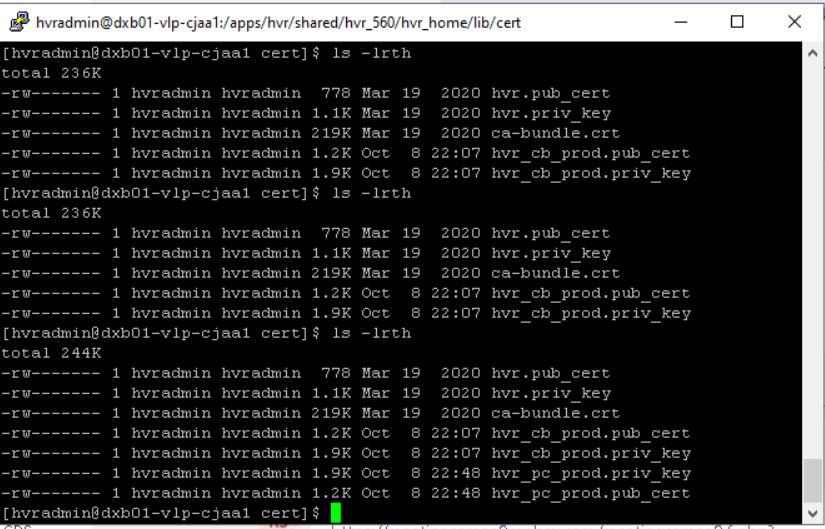 hvradmin@dxb01-vlp-cjaa1:/apps/hvr/shared/hvr_560/hvr_home/lib/cert
[hvradmin@dxb01-vlp-cjaa1 cert]$ ls -lrth
total 236K
-rw------- 1 hvradmin hvradmin  778 Mar 19  2020 hvr.pub_cert
-rw------- 1 hvradmin hvradmin 1.1K Mar 19  2020 hvr.priv_key
-rw------- 1 hvradmin hvradmin 219K Mar 19  2020 ca-bundle.crt
-rw------- 1 hvradmin hvradmin 1.2K Oct  8 22:07 hvr_cb_prod.pub_cert
-rw------- 1 hvradmin hvradmin 1.9K Oct  8 22:07 hvr_cb_prod.priv_key
[hvradmin@dxb01-vlp-cjaa1 cert]$ ls -lrth
total 236K
-rw------- 1 hvradmin hvradmin  778 Mar 19  2020 hvr.pub_cert
-rw------- 1 hvradmin hvradmin 1.1K Mar 19  2020 hvr.priv_key
-rw------- 1 hvradmin hvradmin 219K Mar 19  2020 ca-bundle.crt
-rw------- 1 hvradmin hvradmin 1.2K Oct  8 22:07 hvr_cb_prod.pub_cert
-rw------- 1 hvradmin hvradmin 1.9K Oct  8 22:07 hvr_cb_prod.priv_key
[hvradmin@dxb01-vlp-cjaa1 cert]$ ls -lrth
total 244K
-rw------- 1 hvradmin hvradmin  778 Mar 19  2020 hvr.pub_cert
-rw------- 1 hvradmin hvradmin 1.1K Mar 19  2020 hvr.priv_key
-rw------- 1 hvradmin hvradmin 219K Mar 19  2020 ca-bundle.crt
-rw------- 1 hvradmin hvradmin 1.2K Oct  8 22:07 hvr_cb_prod.pub_cert
-rw------- 1 hvradmin hvradmin 1.9K Oct  8 22:07 hvr_cb_prod.priv_key
-rw------- 1 hvradmin hvradmin 1.9K Oct  8 22:48 hvr_pc_prod.priv_key
-rw------- 1 hvradmin hvradmin 1.2K Oct  8 22:48 hvr_pc_prod.pub_cert
[hvradmin@dxb01-vlp-cjaa1 cert]$